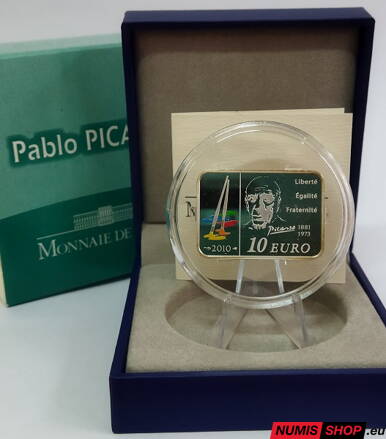 Pablo PICA
MONNAIE DE
Liberté
Égalité
Fraternité
Picasso
1881
1973
2010
10 EURO
NUMIS SHOP.eu